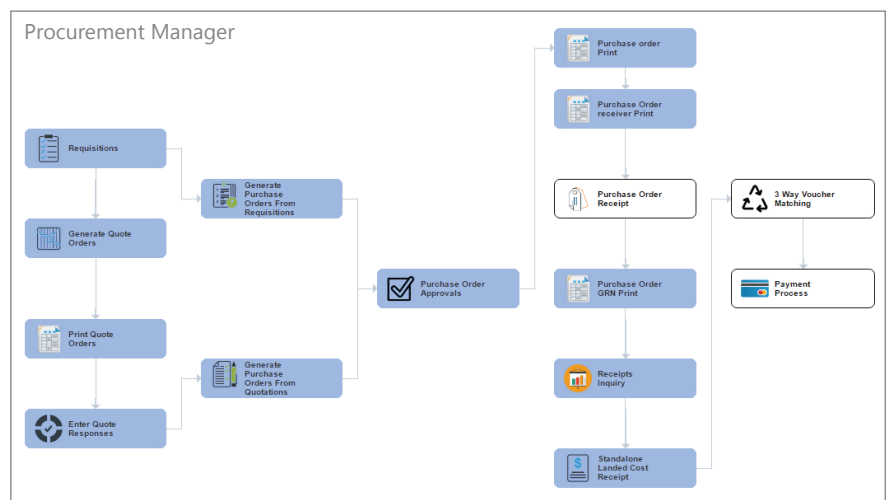 Procurement Manager
Purchase order
Print
Purchase Order
receiver Print
Requisitions
Generate
Purchase
Orders From
Requisitions
Purchase Order
Receipt
3 Way Voucher
Matching
Generate Quote
Orders
Purchase Order
Approvals
Purchase Order
GRN Print
Payment
Process
Print Quote
Orders
Generate
Purchase
Orders From
Quotations
Receipts
Inquiry
Enter Quote
Responses
Standalone
Landed Cost
Receipt